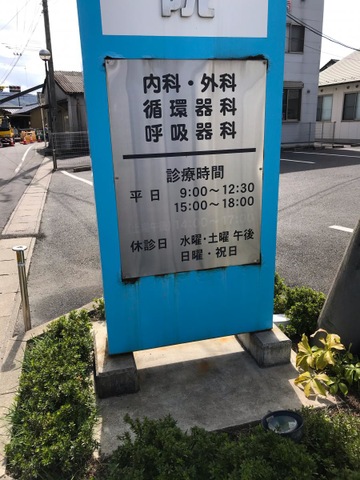 院
内科・外科
循環器科
呼吸器科
診療時間
平日 9:00～12:30
15:00～18:00
休診日 水曜・土曜 午後
日曜・祝日